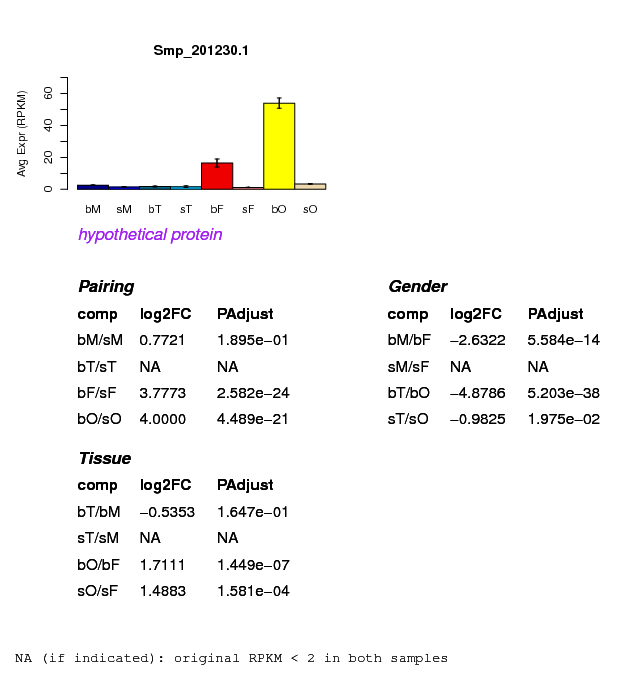 Smp_201230.1
Avg Expr (RPKM)
0 20 40 60
bM sM bT sT bF sF bO sO
hypothetical protein
Pairing
comp log2FC PAdjust
bM/sM 0.7721 1.895e−01
bT/sT NA NA
bF/sF 3.7773 2.582e−24
bO/sO 4.0000 4.489e−21
Gender
comp log2FC PAdjust
bM/bF −2.6322 5.584e−14
sM/sF NA NA
bT/bO −4.8786 5.203e−38
sT/sO −0.9825 1.975e−02
Tissue
comp log2FC PAdjust
bT/bM −0.5353 1.647e−01
sT/sM NA NA
bO/bF 1.7111 1.449e−07
sO/sF 1.4883 1.581e−04
NA (if indicated): original RPKM < 2 in both samples